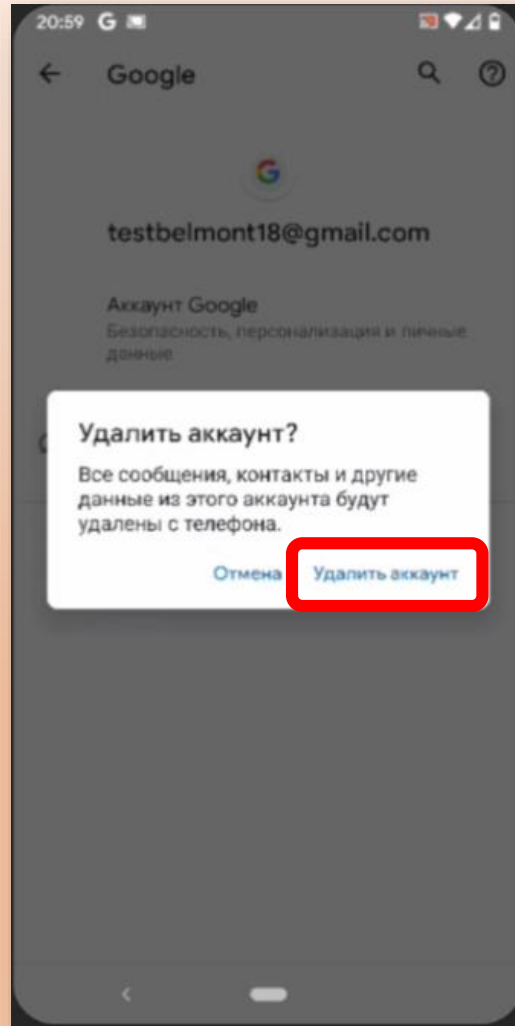 20:59 G
Google
G
testbelmont18@gmail.com
Аккаунт Google
Безопасность, персонализация и личные
данные
Удалить аккаунт?
Все сообщения, контакты и другие
данные из этого аккаунта будут
удалены с телефона.
Отмена Удалить аккаунт